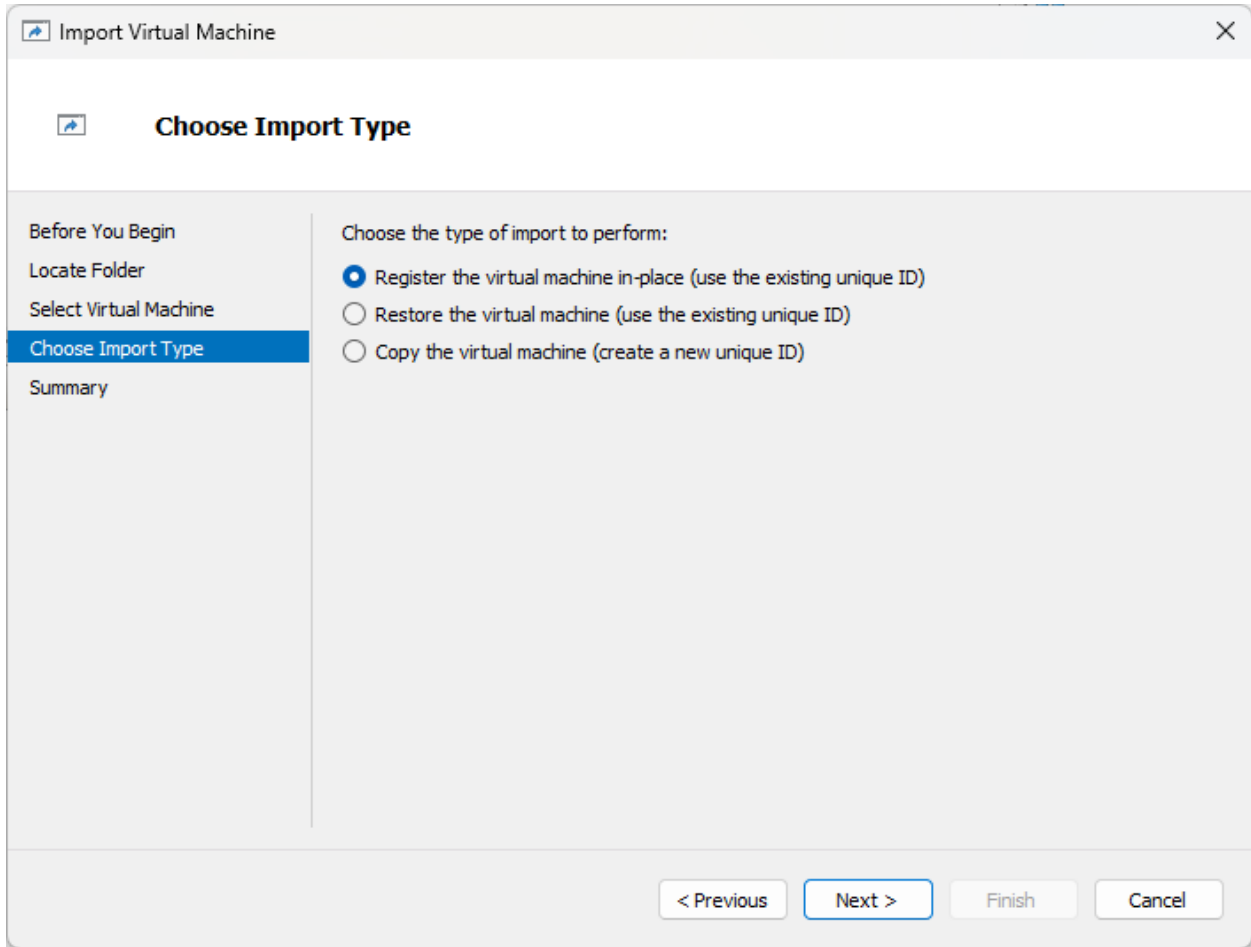 Import Virtual Machine
Choose Import Type
Before You Begin
Locate Folder
Select Virtual Machine
Choose Import Type
Summary
Choose the type of import to perform:
Register the virtual machine in-place (use the existing unique ID)
Restore the virtual machine (use the existing unique ID)
Copy the virtual machine (create a new unique ID)
< Previous
Next >
Finish
Cancel